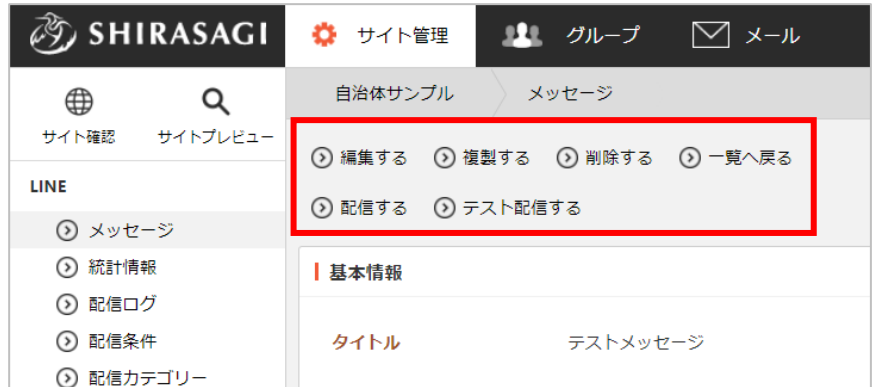 SHIRASAGI サイト管理 グループ メール
自治体サンプル メッセージ
サイト確認 サイトプレビュー
編集する 複製する 削除する 一覧へ戻る
配信する テスト配信する
LINE
メッセージ
統計情報
配信ログ
配信条件
配信カテゴリー
基本情報
タイトル テストメッセージ